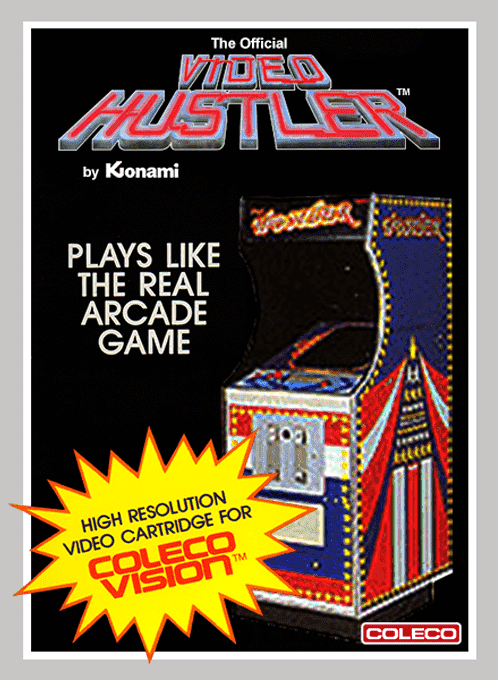 The Official
VIDEO
HUSTLER™
by Konami
PLAYS LIKE
THE REAL
ARCADE
GAME
HIGH RESOLUTION
VIDEO CARTRIDGE FOR
COLECO
VISION™
COLECO